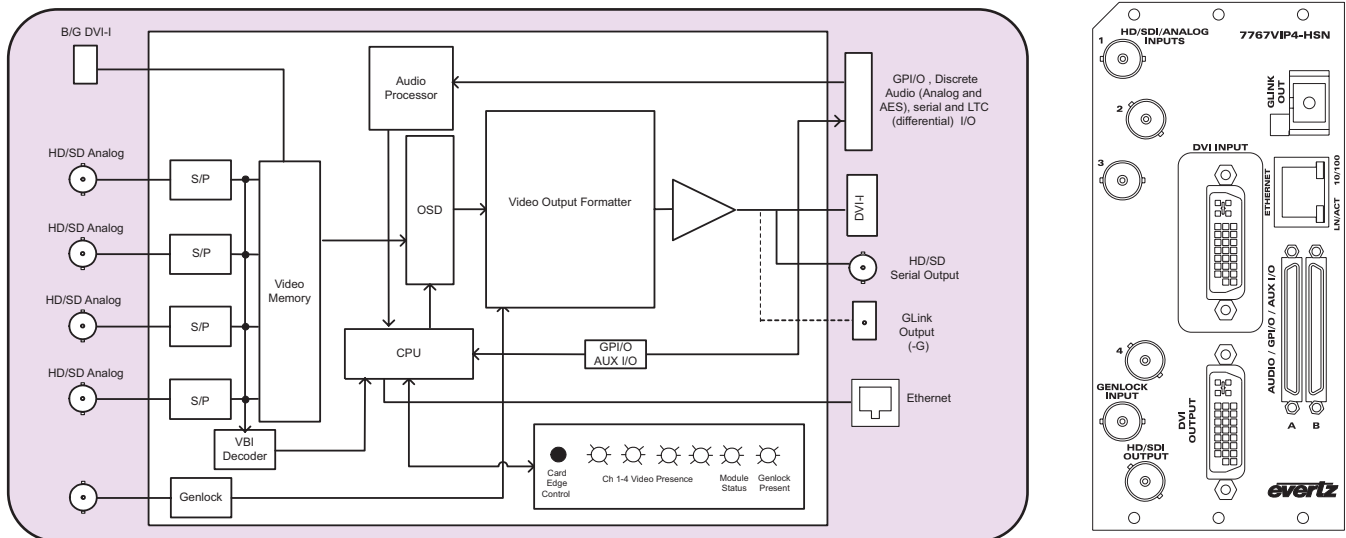 B/G DVI-I
HD/SD Analog
S/P
HD/SD Analog
S/P
HD/SD Analog
S/P
HD/SD Analog
S/P
Video
Memory
VBI
Decoder
Genlock
Audio
Processor
OSD
Video Output Formatter
CPU
GPI/O
AUX I/O
Card
Edge
Control
Ch 1-4 Video Presence
Module
Status
Genlock
Present
GPI/O , Discrete
Audio (Analog and
AES), serial and LTC
(differential) I/O
DVI-I
HD/SD
Serial Output
GLink
Output
(-G)
Ethernet
HD/SDI/ANALOG
INPUTS
7767VIP4-HSN
1
2
3
4
GLINK
OUT
DVI INPUT
ETHERNET
LN/ACT 10/100
AUDIO / GPI/O / AUX I/O
A B
GENLOCK
INPUT
DVI
OUTPUT
HD/SDI
OUTPUT
evertz